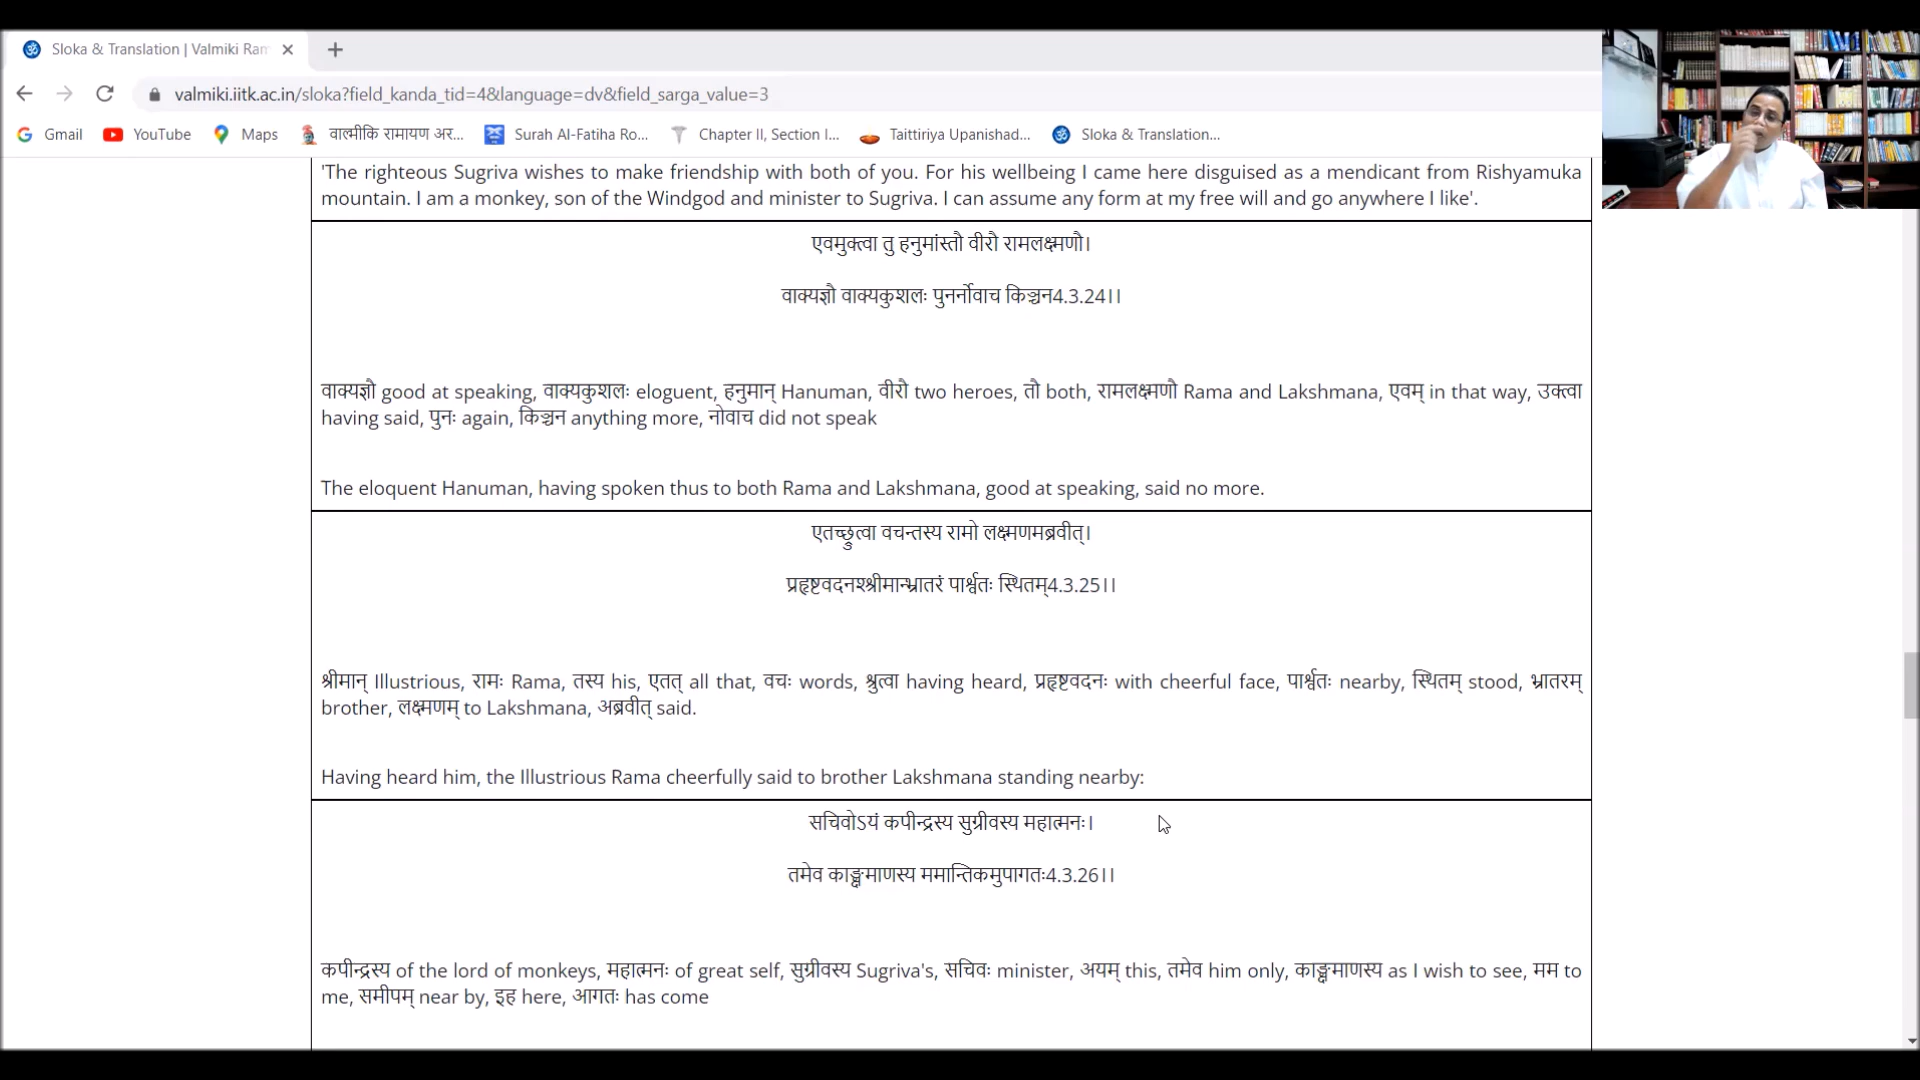 Sloka & Translation | Valmiki Ram
valmiki.iitk.ac.in/sloka?field_kanda_tid=4&language=dv&field_sarga_value=3
Gmail YouTube Maps वाल्मीकि रामायण अर... Surah Al-Fatiha Ro... Chapter II, Section I... Taittiriya Upanishad... Sloka & Translation...
'The righteous Sugriva wishes to make friendship with both of you. For his wellbeing I came here disguised as a mendicant from Rishyamuka
mountain. I am a monkey, son of the Windgod and minister to Sugriva. I can assume any form at my free will and go anywhere I like'.
एवमुक्त्वा तु हनुमांस्तौ वीरौ रामलक्ष्मणौ।
वाक्यज्ञौ वाक्यकुशलः पुनर्नोवाच किञ्चन4.3.24।।
वाक्यज्ञौ good at speaking, वाक्यकुशलः eloguent, हनुमान् Hanuman, वीरौ two heroes, तौ both, रामलक्ष्मणौ Rama and Lakshmana, एवम् in that way, उक्त्वा
having said, पुनः again, किञ्चन anything more, नोवाच did not speak
The eloquent Hanuman, having spoken thus to both Rama and Lakshmana, good at speaking, said no more.
एतच्छ्रुत्वा वचन्तस्य रामो लक्ष्मणमब्रवीत्।
प्रहृष्टवदनश्श्रीमान्भ्रातरं पार्श्वतः स्थितम्4.3.25।।
श्रीमान् Illustrious, रामः Rama, तस्य his, एतत् all that, वचः words, श्रुत्वा having heard, प्रहृष्टवदनः with cheerful face, पार्श्वतः nearby, स्थितम् stood, भ्रातरम्
brother, लक्ष्मणम् to Lakshmana, अब्रवीत् said.
Having heard him, the Illustrious Rama cheerfully said to brother Lakshmana standing nearby:
सचिवोऽयं कपीन्द्रस्य सुग्रीवस्य महात्मनः।
तमेव काङ्क्षमाणस्य ममान्तिकमुपागतः4.3.26।।
कपीन्द्रस्य of the lord of monkeys, महात्मनः of great self, सुग्रीवस्य Sugriva's, सचिवः minister, अयम् this, तमेव him only, काङ्क्षमाणस्य as I wish to see, मम to
me, समीपम् near by, इह here, आगतः has come